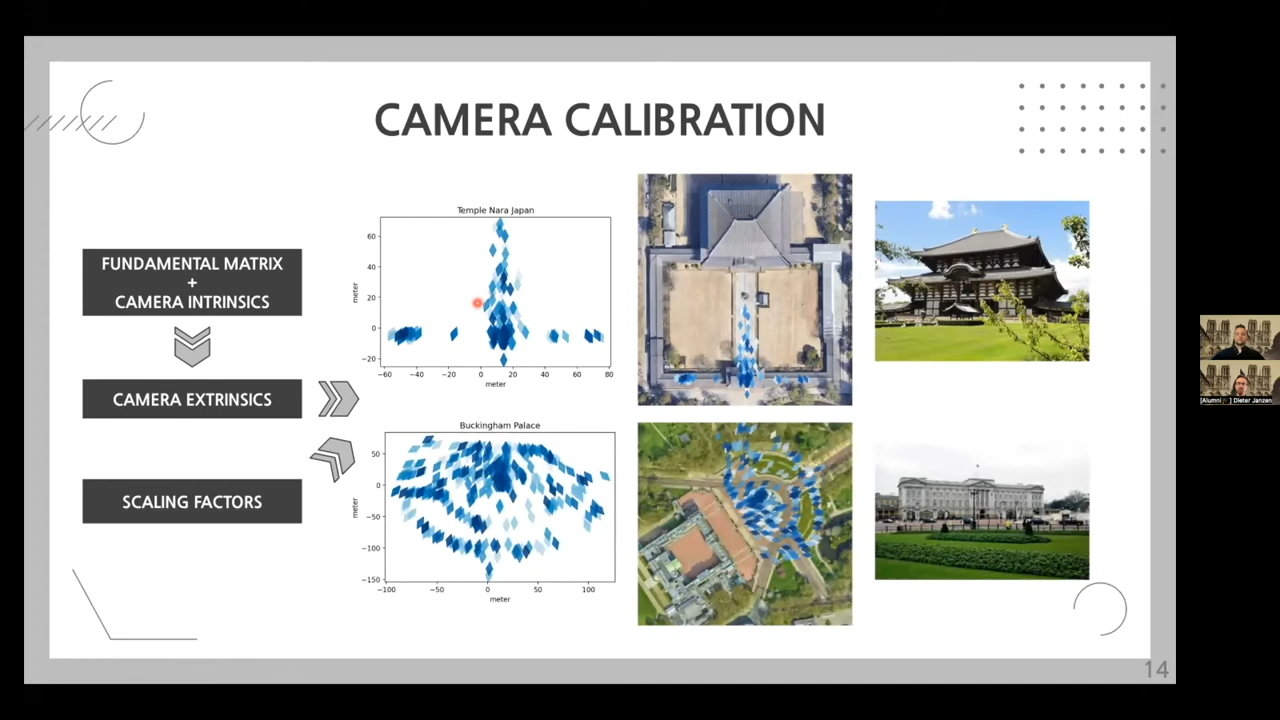 CAMERA CALIBRATION
FUNDAMENTAL MATRIX
+
CAMERA INTRINSICS
CAMERA EXTRINSICS
SCALING FACTORS
Temple Nara Japan
meter
60
40
20
0
−20
−60
−40
−20
0
20
40
60
80
meter
Buckingham Palace
meter
50
0
−50
−100
−150
−100
−50
0
50
100
meter
[Alumni] Dieter Janzen
14